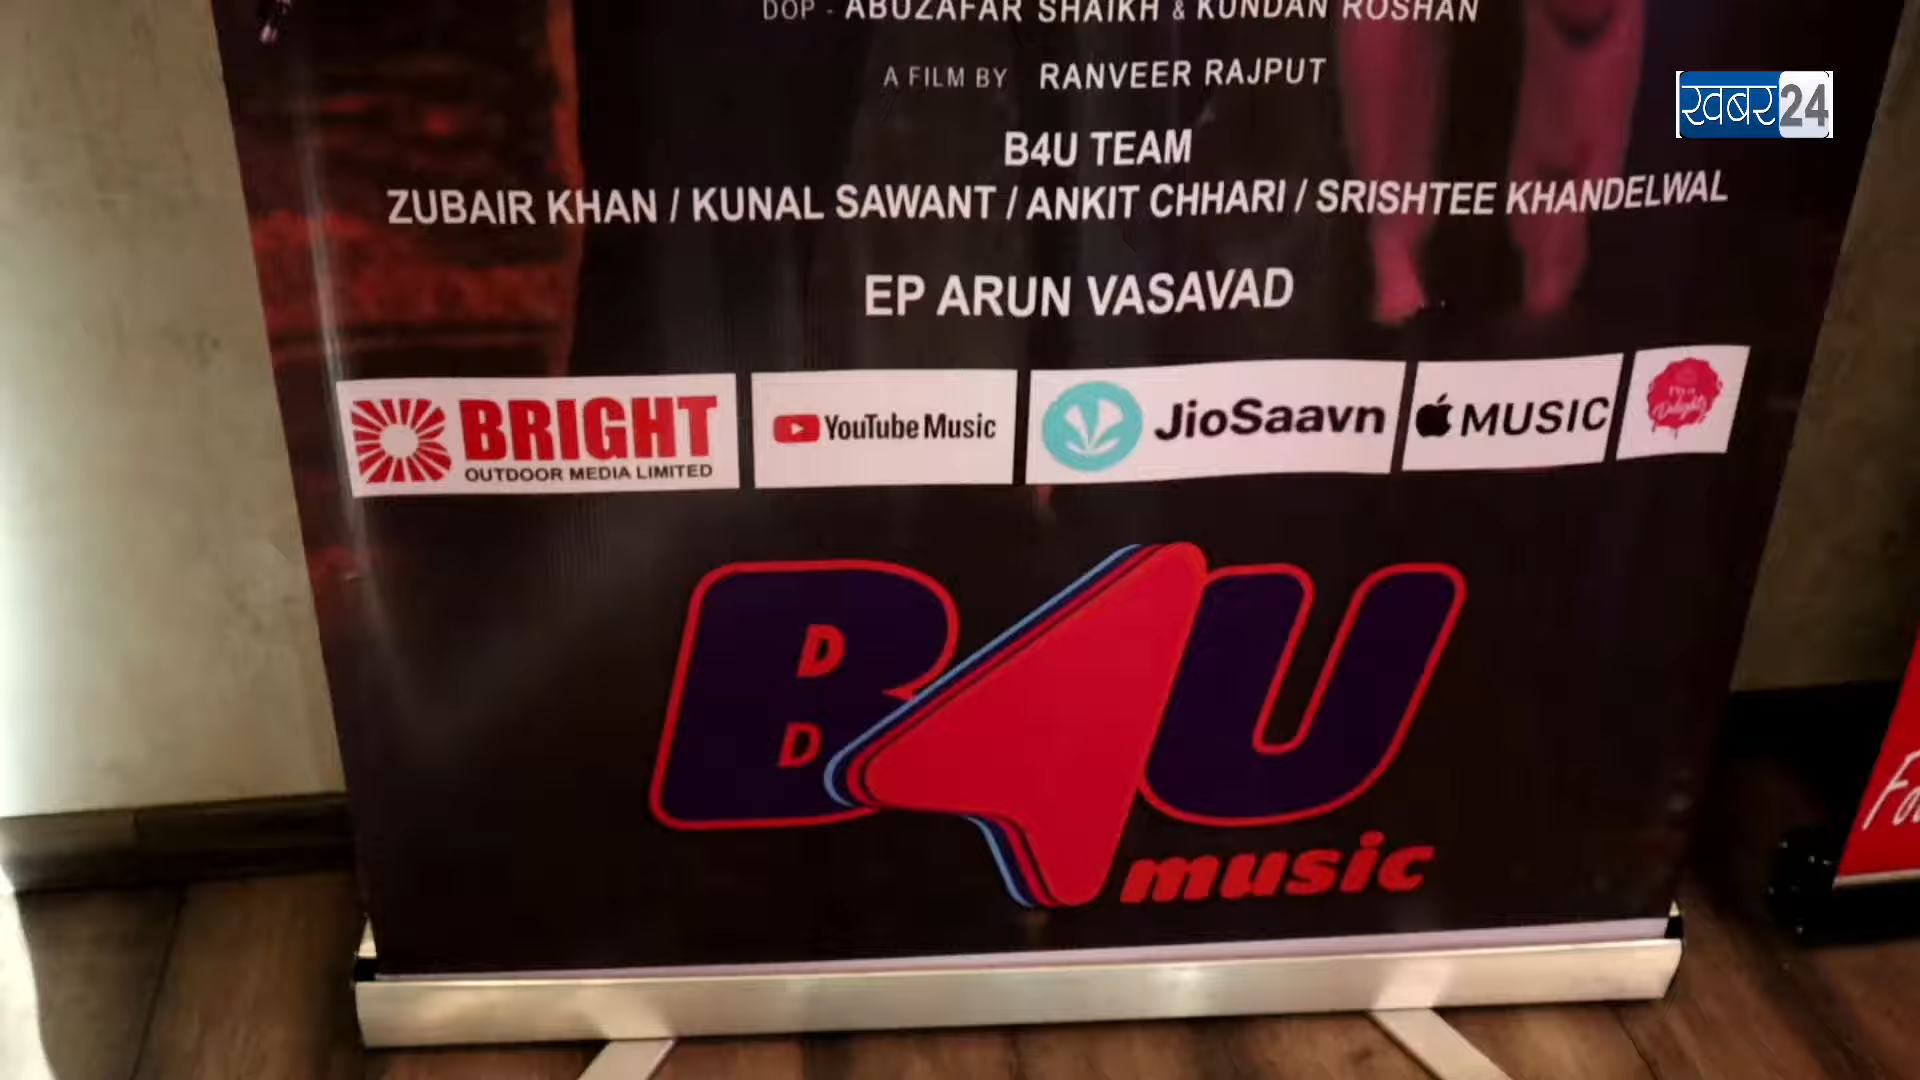 DOP - ABUZAFAR SHAIKH & KUNDAN ROSHAN
A FILM BY RANVEER RAJPUT
खबर24
B4U TEAM
ZUBAIR KHAN / KUNAL SAWANT / ANKIT CHHARI / SRISHTEE KHANDELWAL
EP ARUN VASAVAD
BRIGHT
OUTDOOR MEDIA LIMITED
YouTube Music
JioSaavn
MUSIC
B4U
music